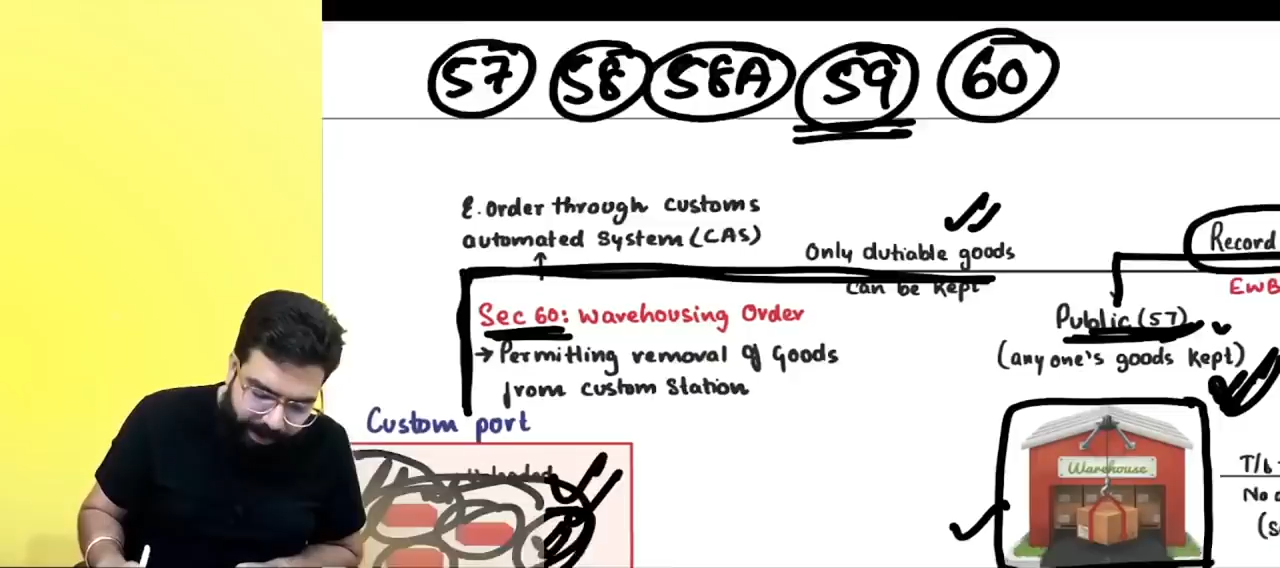 57 58 58A 59 60
E. Order through customs
automated System (CAS)
Only dutiable goods
can be kept
Sec 60: Warehousing Order
→ Permitting removal of Goods
from custom Station
Custom port
Unloaded
Record
EWB
Public (57)
(any one's goods kept)
Warehouse
No